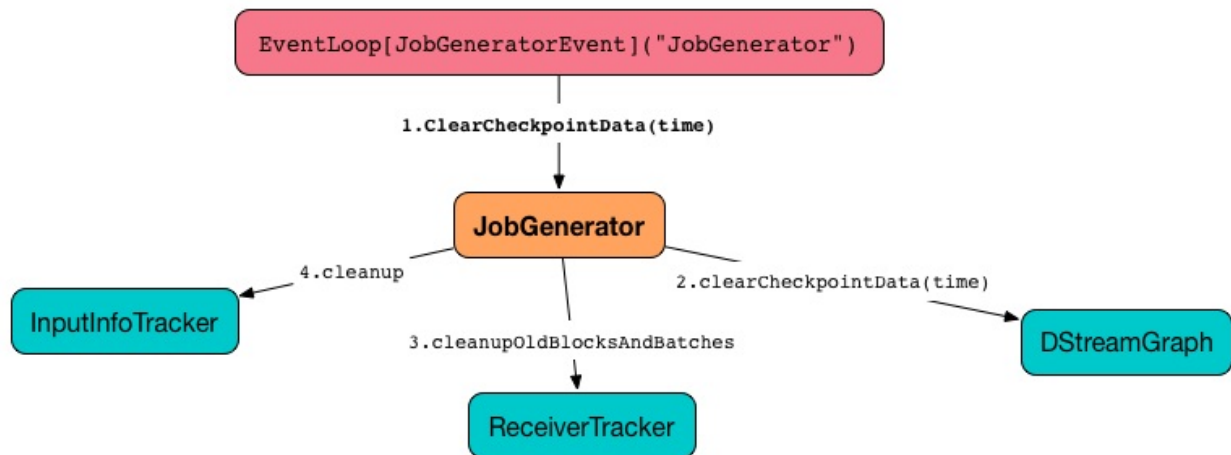 EventLoop[JobGeneratorEvent]("JobGenerator")
1.ClearCheckpointData(time)
JobGenerator
4.cleanup
2.clearCheckpointData(time)
InputInfoTracker
3.cleanupOldBlocksAndBatches
DStreamGraph
ReceiverTracker